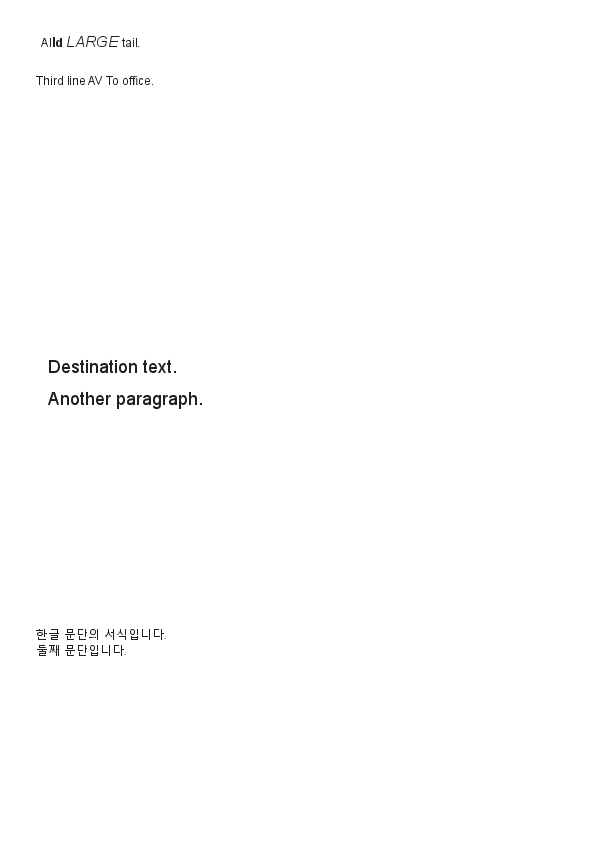 Alld LARGE tail.
Third line AV To office.
Destination text.
Another paragraph.
한글 문단의 서식입니다.
둘째 문단입니다.